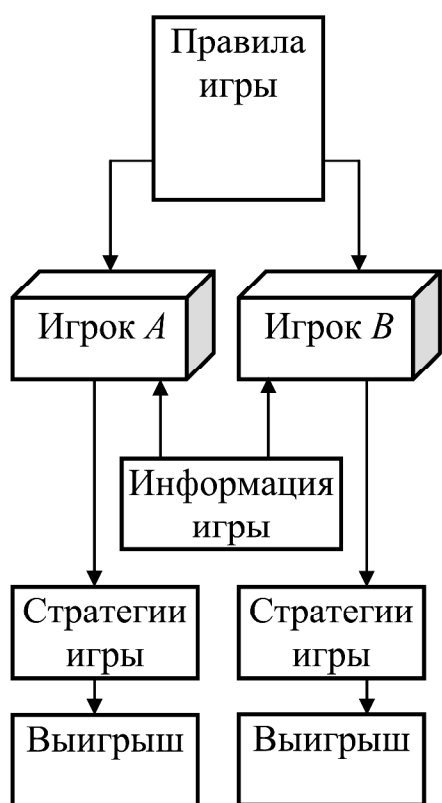 Правила
игры
Игрок A
Игрок B
Информация
игры
Стратегии
игры
Стратегии
игры
Выигрыш
Выигрыш